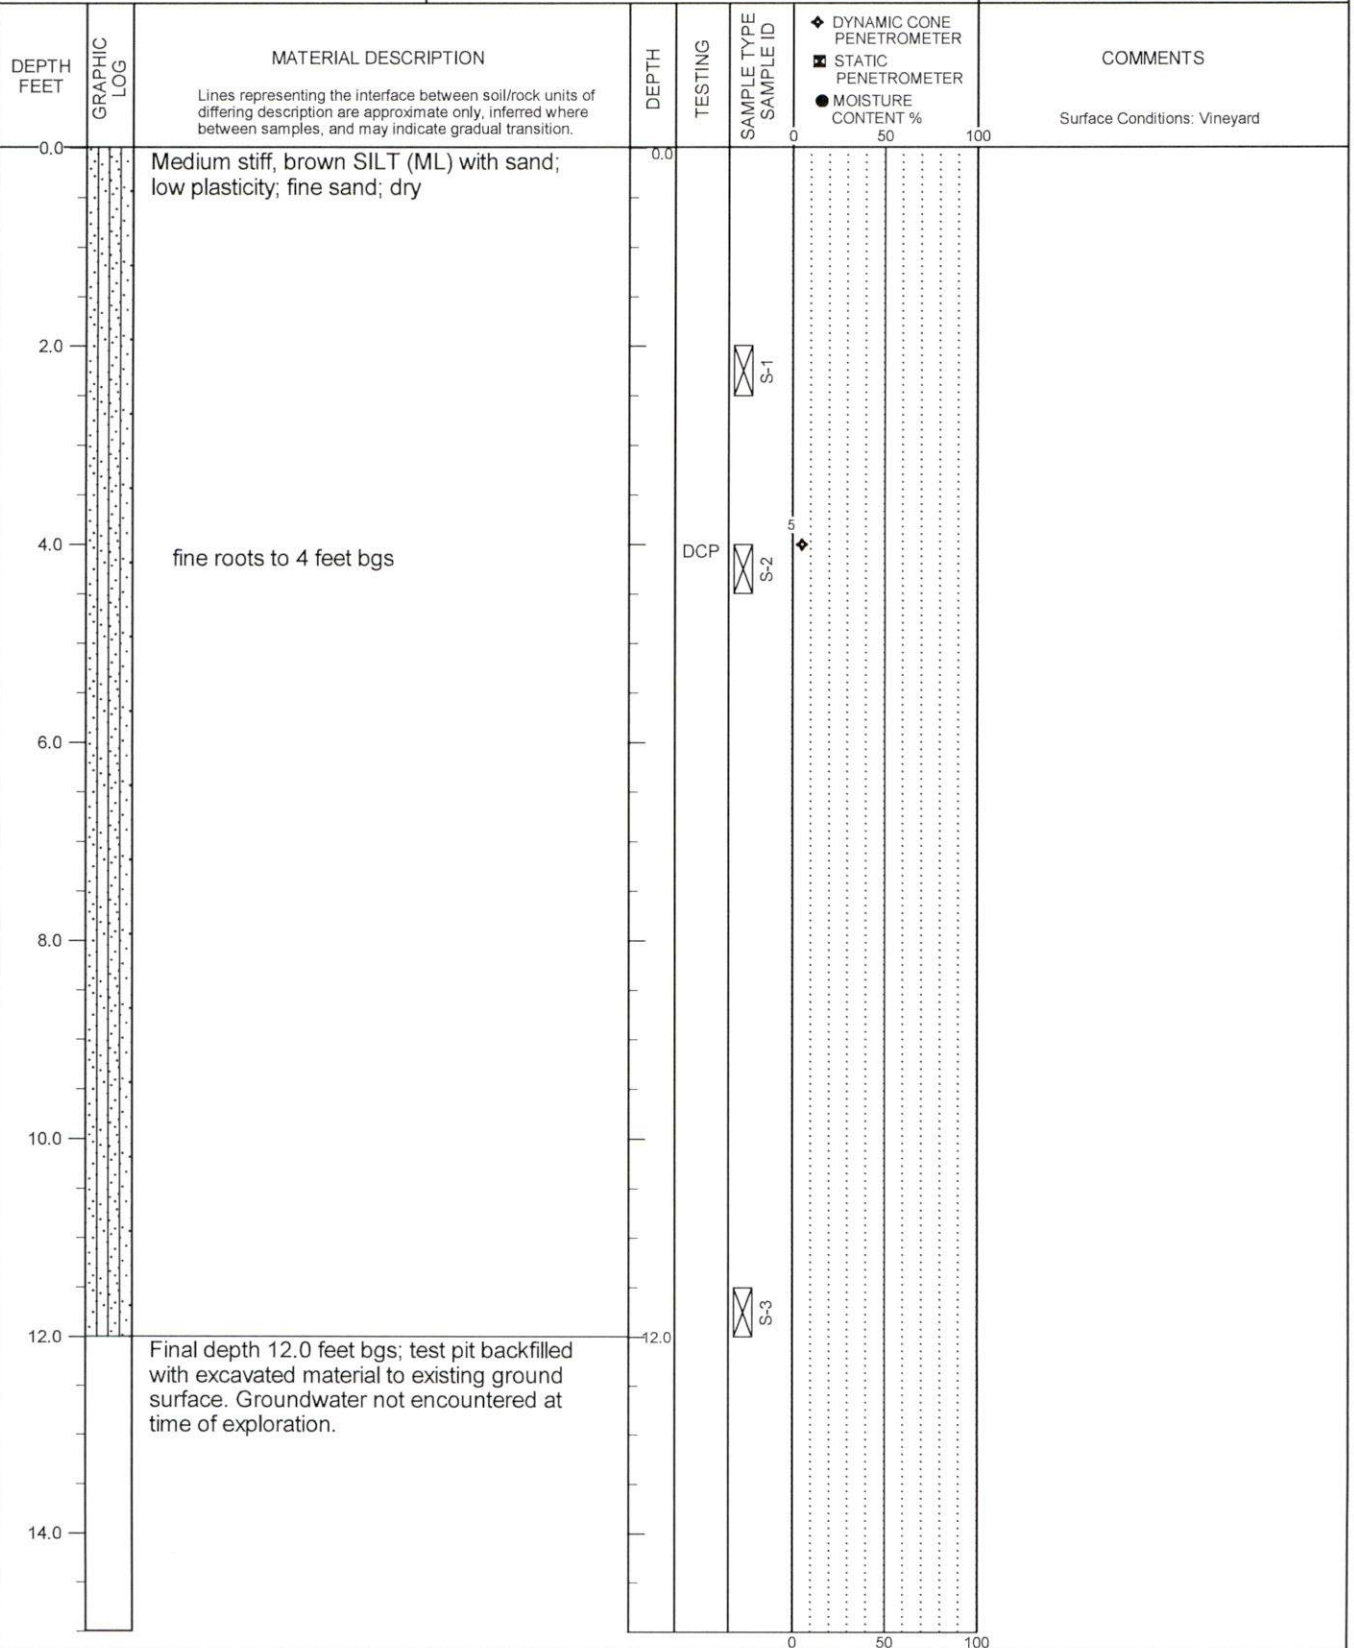 DEPTH
FEET
GRAPHIC
LOG
MATERIAL DESCRIPTION
Lines representing the interface between soil/rock units of
differing description are approximate only, inferred where
between samples, and may indicate gradual transition.
DEPTH
TESTING
SAMPLE TYPE
SAMPLE ID
DYNAMIC CONE
PENETROMETER
STATIC
PENETROMETER
MOISTURE
CONTENT %
0 50 100
COMMENTS
Surface Conditions: Vineyard
0.0
Medium stiff, brown SILT (ML) with sand;
low plasticity; fine sand; dry
0.0
2.0
S-1
4.0
fine roots to 4 feet bgs
DCP
S-2
5
6.0
8.0
10.0
S-3
12.0
Final depth 12.0 feet bgs; test pit backfilled
with excavated material to existing ground
surface. Groundwater not encountered at
time of exploration.
12.0
14.0
0 50 100